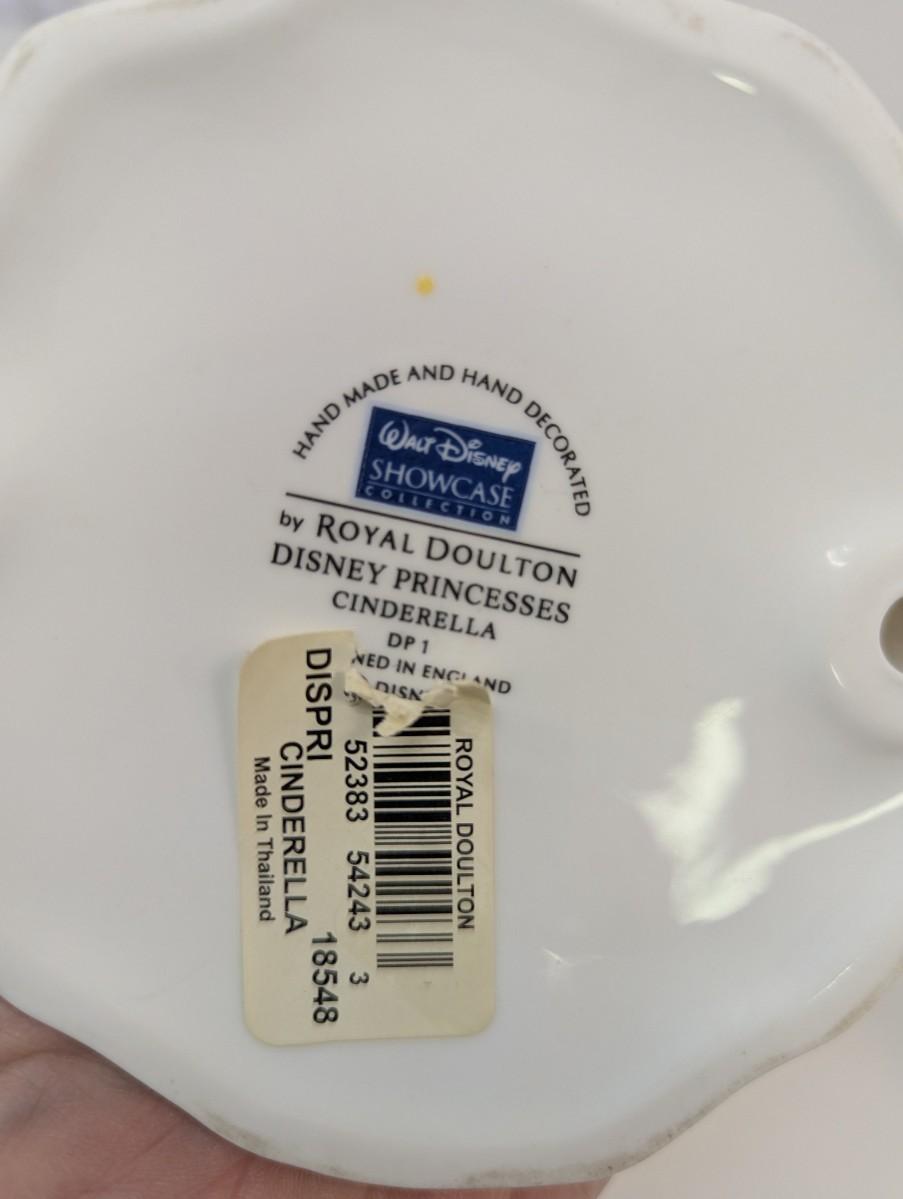 HAND MADE AND HAND DECORATED
WALT DISNEY
SHOWCASE
COLLECTION
by ROYAL DOULTON
DISNEY PRINCESSES
CINDERELLA
DP 1
NED IN ENGLAND
DISN
ROYAL DOULTON
52383 54243 3
DISPRI 18548
CINDERELLA
Made In Thailand